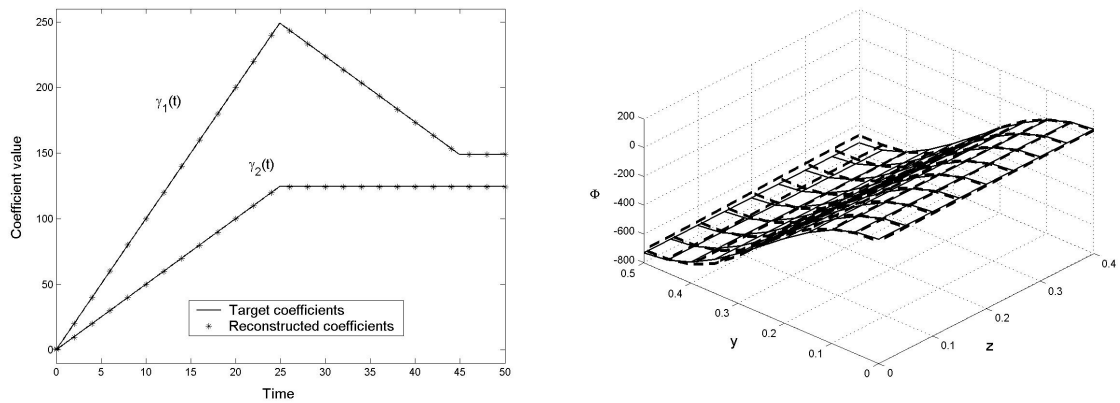 250
200
150
100
50
0
Coefficient value
γ1(t)
γ2(t)
Target coefficients
Reconstructed coefficients
0 5 10 15 20 25 30 35 40 45 50
Time
200
0
-200
-400
-600
-800
Φ
0.5
0.4
0.3
0.2
0.1
0
y
0
0.1
0.2
0.3
0.4
z